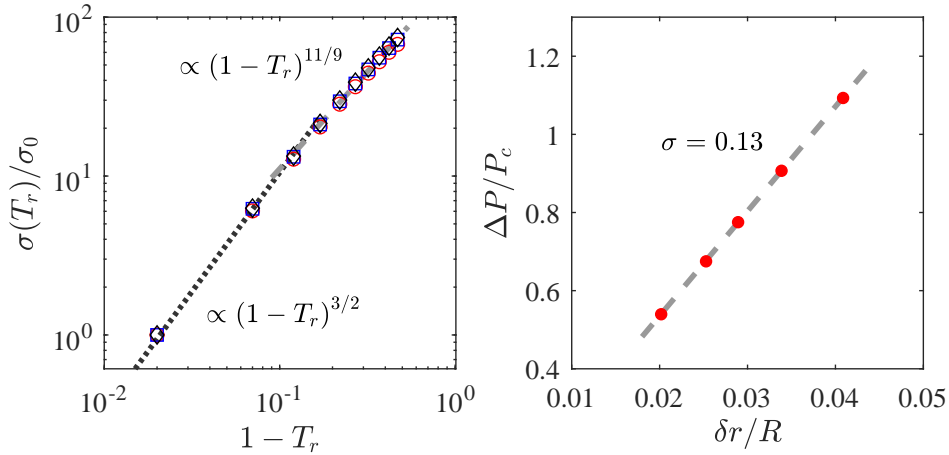 σ(T_r)/σ_0
10^2
10^1
10^0
∝ (1 − T_r)^{11/9}
∝ (1 − T_r)^{3/2}
10^{-2} 10^{-1} 10^0
1 − T_r
ΔP/P_c
1.2
1
0.8
0.6
0.4
σ = 0.13
0.01 0.02 0.03 0.04 0.05
δr/R